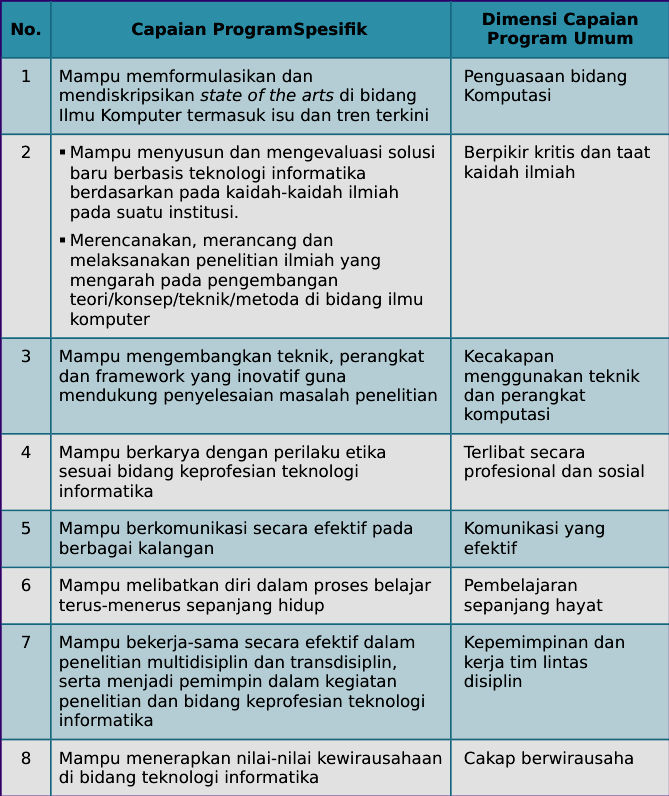 No.
Capaian ProgramSpesifik
Dimensi Capaian
Program Umum
1
Mampu memformulasikan dan
mendiskripsikan state of the arts di bidang
Ilmu Komputer termasuk isu dan tren terkini
Penguasaan bidang
Komputasi
2
▪ Mampu menyusun dan mengevaluasi solusi
baru berbasis teknologi informatika
berdasarkan pada kaidah-kaidah ilmiah
pada suatu institusi.
▪ Merencanakan, merancang dan
melaksanakan penelitian ilmiah yang
mengarah pada pengembangan
teori/konsep/teknik/metoda di bidang ilmu
komputer
Berpikir kritis dan taat
kaidah ilmiah
3
Mampu mengembangkan teknik, perangkat
dan framework yang inovatif guna
mendukung penyelesaian masalah penelitian
Kecakapan
menggunakan teknik
dan perangkat
komputasi
4
Mampu berkarya dengan perilaku etika
sesuai bidang keprofesian teknologi
informatika
Terlibat secara
profesional dan sosial
5
Mampu berkomunikasi secara efektif pada
berbagai kalangan
Komunikasi yang
efektif
6
Mampu melibatkan diri dalam proses belajar
terus-menerus sepanjang hidup
Pembelajaran
sepanjang hayat
7
Mampu bekerja-sama secara efektif dalam
penelitian multidisiplin dan transdisiplin,
serta menjadi pemimpin dalam kegiatan
penelitian dan bidang keprofesian teknologi
informatika
Kepemimpinan dan
kerja tim lintas
disiplin
8
Mampu menerapkan nilai-nilai kewirausahaan
di bidang teknologi informatika
Cakap berwirausaha